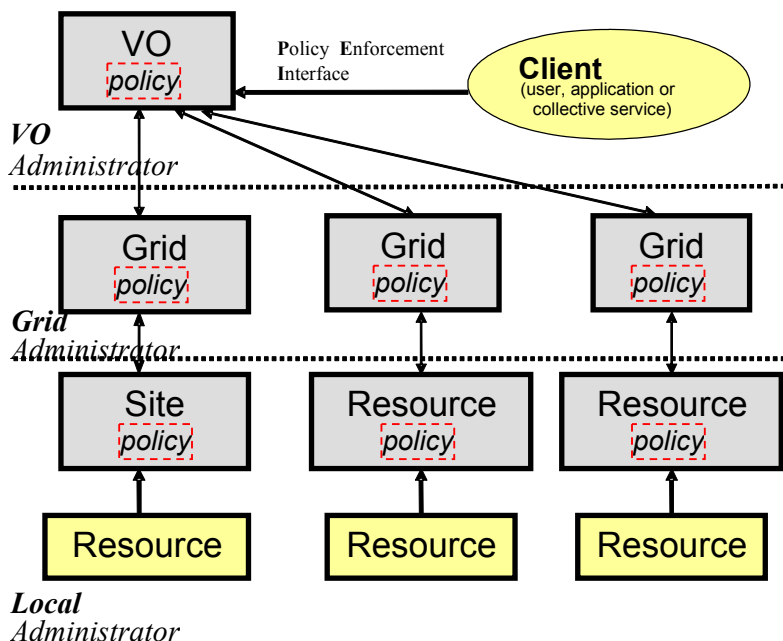 VO
policy
Policy Enforcement
Interface
Client
(user, application or
collective service)
VO
Administrator
Grid
policy
Grid
policy
Grid
policy
Grid
Administrator
Site
policy
Resource
policy
Resource
policy
Resource
Resource
Resource
Local
Administrator